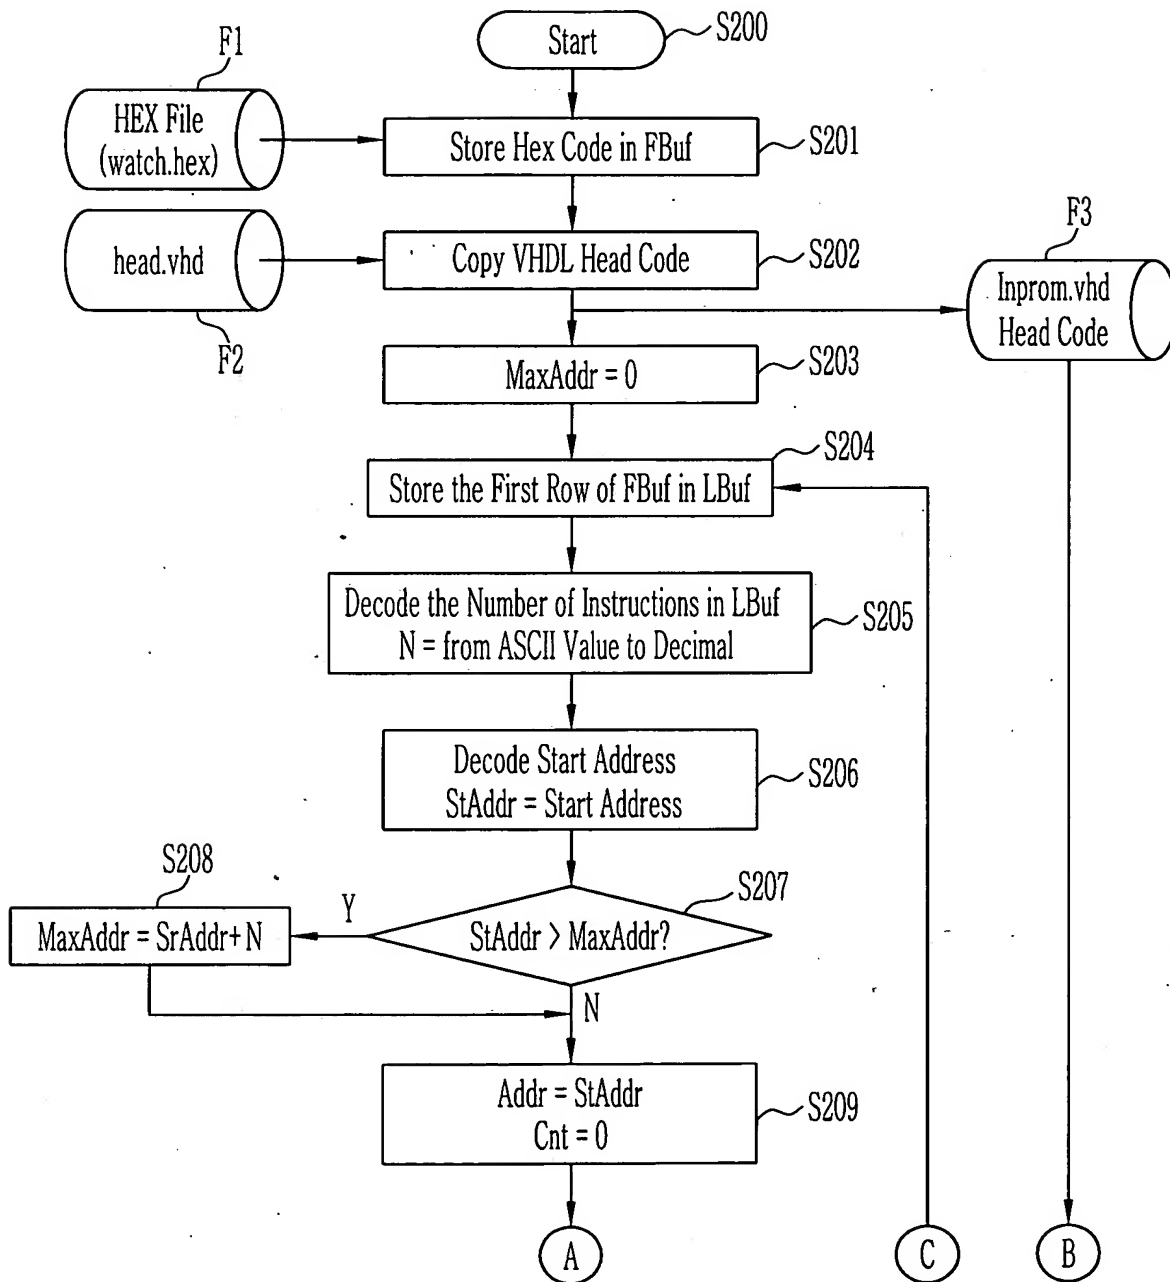 Start
S200
F1
HEX File
(watch.hex)
Store Hex Code in FBuf
S201
head.vhd
F2
Copy VHDL Head Code
S202
F3
Inprom.vhd
Head Code
MaxAddr = 0
S203
S204
Store the First Row of FBuf in LBuf
Decode the Number of Instructions in LBuf
N = from ASCII Value to Decimal
S205
Decode Start Address
StAddr = Start Address
S206
S208
MaxAddr = SrAddr+ N
Y
S207
StAddr > MaxAddr?
N
Addr = StAddr
Cnt = 0
S209
A
C
B